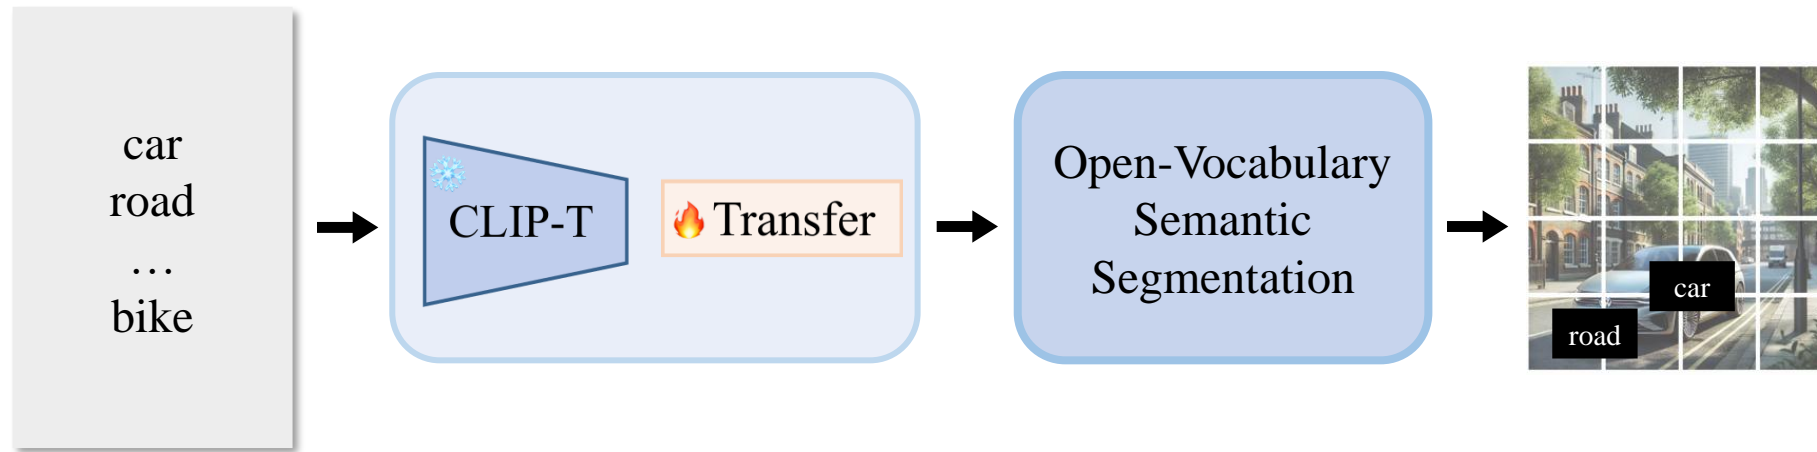 car
road
...
bike
CLIP-T
Transfer
Open-Vocabulary
Semantic
Segmentation
car
road